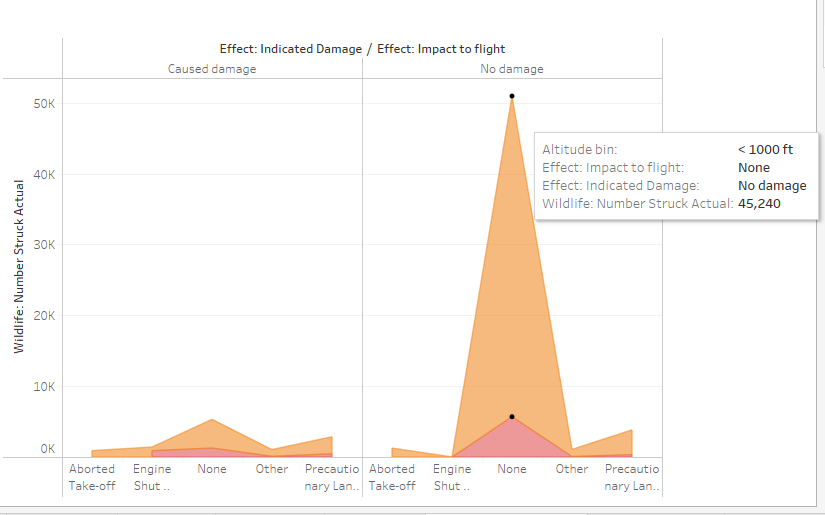 Effect: Indicated Damage / Effect: Impact to flight
Caused damage
No damage
Wildlife: Number Struck Actual
50K
40K
30K
20K
10K
0K
Altitude bin: < 1000 ft
Effect: Impact to flight: None
Effect: Indicated Damage: No damage
Wildlife: Number Struck Actual: 45,240
Aborted
Take-off
Engine
Shut ..
None
Other
Precautio
nary Lan..
Aborted
Take-off
Engine
Shut ..
None
Other
Precautio
nary Lan..